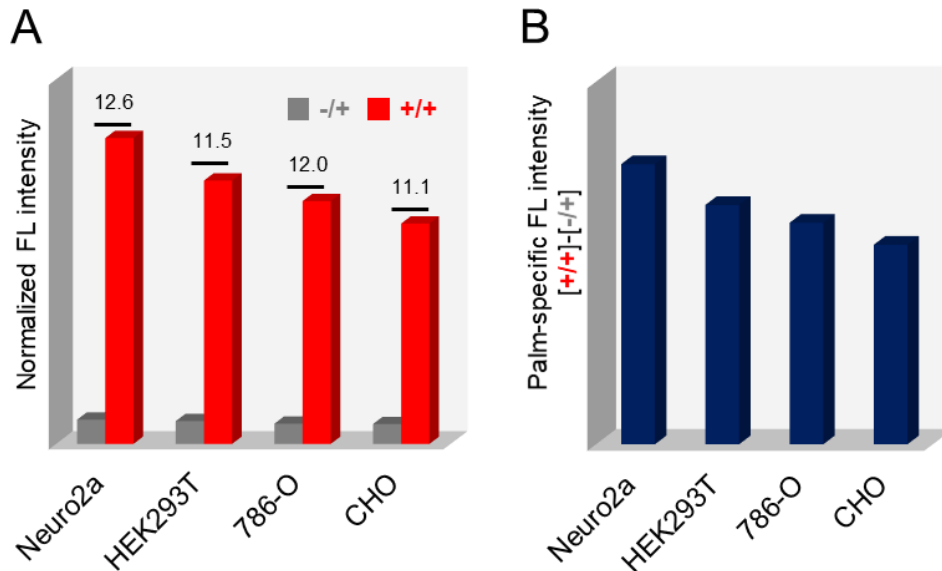 A
Normalized FL intensity
-/+ +/+
12.6
11.5
12.0
11.1
Neuro2a
HEK293T
786-O
CHO
B
Palm-specific FL intensity
[+/+]-[-/+]
Neuro2a
HEK293T
786-O
CHO